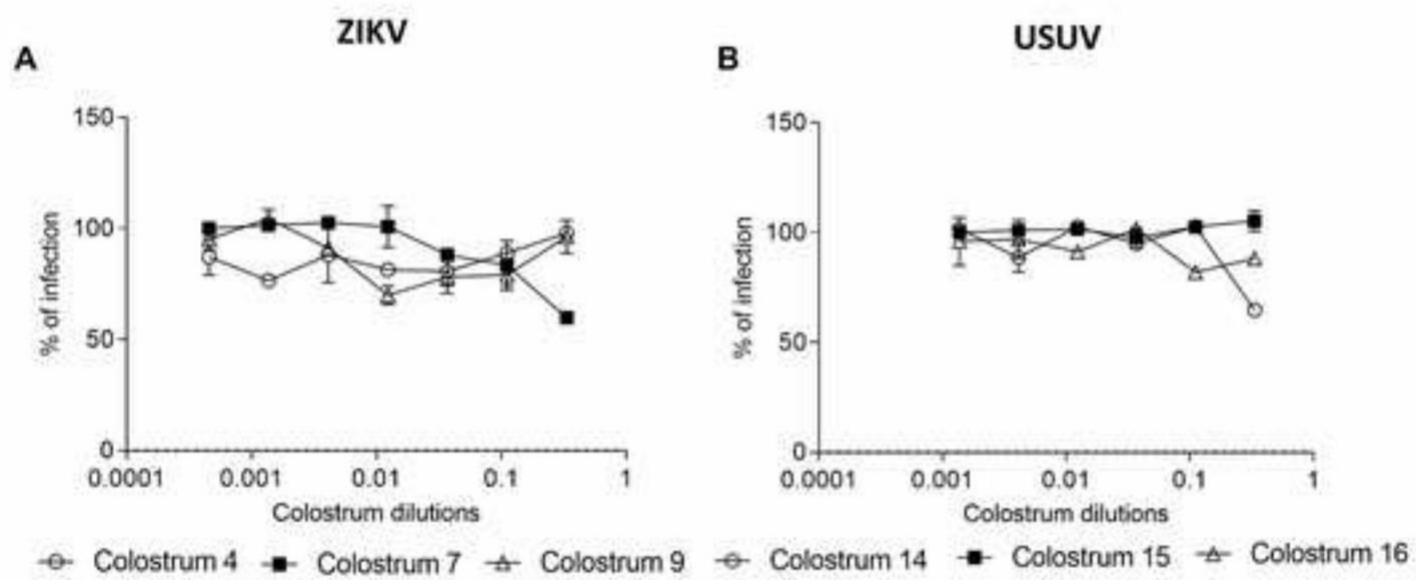 ZIKV
USUV
A
B
150
100
50
0
% of infection
0.0001 0.001 0.01 0.1 1
Colostrum dilutions
150
100
50
0
% of infection
0.0001 0.001 0.01 0.1 1
Colostrum dilutions
Colostrum 4 Colostrum 7 Colostrum 9 Colostrum 14 Colostrum 15 Colostrum 16